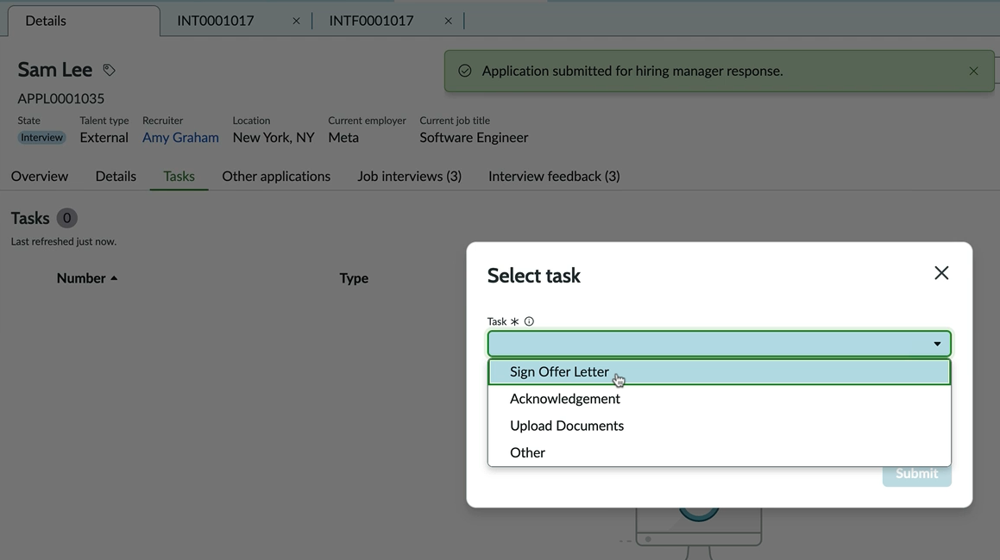 Details INT0001017 INTF0001017
Sam Lee
Application submitted for hiring manager response.
APPL0001035
State Talent type Recruiter Location Current employer Current job title
Interview External Amy Graham New York, NY Meta Software Engineer
Overview Details Tasks Other applications Job interviews (3) Interview feedback (3)
Tasks 0
Last refreshed just now.
Number Type
Select task
Task *
Sign Offer Letter
Acknowledgement
Upload Documents
Other
Submit